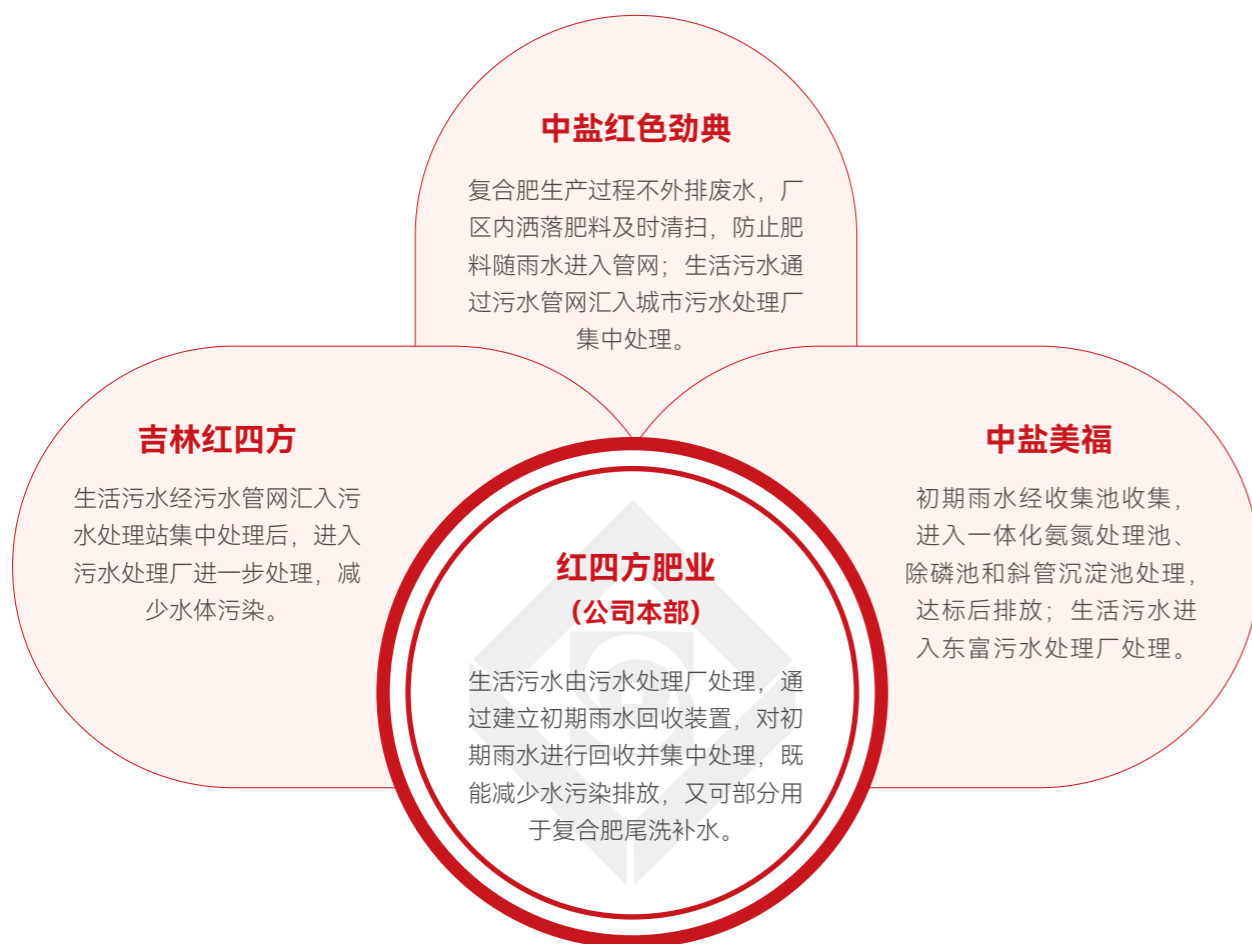 中盐红色劲典
复合肥生产过程不外排废水，厂
区内洒落肥料及时清扫，防止肥
料随雨水进入管网；生活污水通
过污水管网汇入城市污水处理厂
集中处理。
吉林红四方
生活污水经污水管网汇入污
水处理站集中处理后，进入
污水处理厂进一步处理，减
少水体污染。
中盐美福
初期雨水经收集池收集，
进入一体化氨氮处理池、
除磷池和斜管沉淀池处理，
达标后排放；生活污水进
入东富污水处理厂处理。
红四方肥业
（公司本部）
生活污水由污水处理厂处理，通
过建立初期雨水回收装置，对初
期雨水进行回收并集中处理，既
能减少水污染排放，又可部分用
于复合肥尾洗补水。